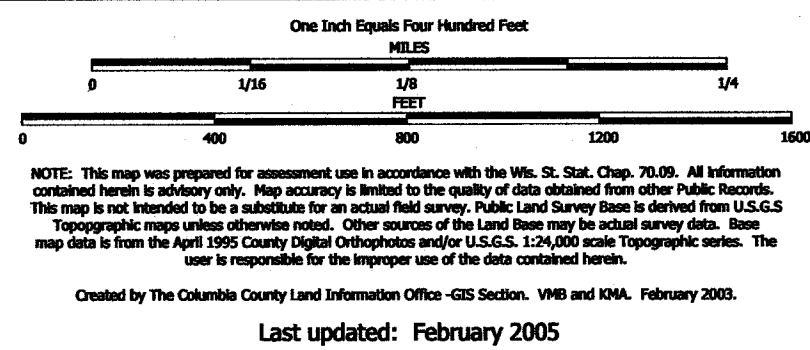 One Inch Equals Four Hundred Feet
MILES
0 1/16 1/8 1/4
FEET
0 400 800 1200 1600
NOTE: This map was prepared for assessment use in accordance with the Wis. St. Stat. Chap. 70.09. All information
contained herein is advisory only. Map accuracy is limited to the quality of data obtained from other Public Records.
This map is not intended to be a substitute for an actual field survey. Public Land Survey Base is derived from U.S.G.S
Topopgraphic maps unless otherwise noted. Other sources of the Land Base may be actual survey data. Base
map data is from the April 1995 County Digital Orthophotos and/or U.S.G.S. 1:24,000 scale Topographic series. The
user is responsible for the improper use of the data contained herein.
Created by The Columbia County Land Information Office -GIS Section. VMB and KMA. February 2003.
Last updated: February 2005